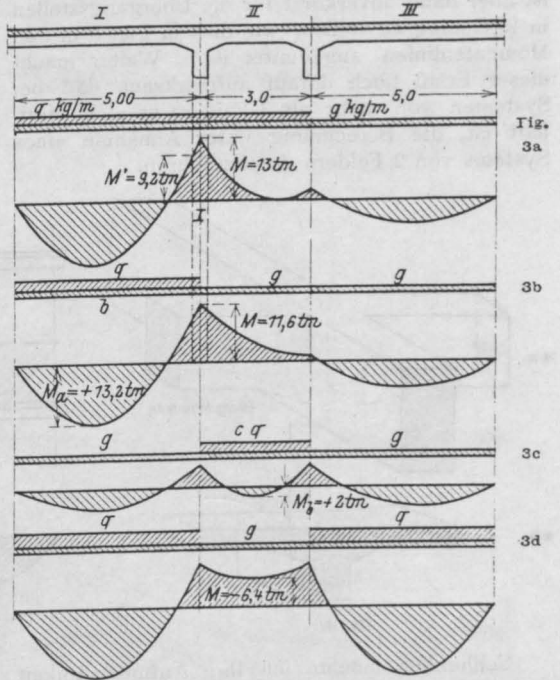 I II III
q kg/m 5,00 3,0 g kg/m 5,0
Fig.
3a
M'=9,2tm M=13tm
I
q g g 3b
b
M=11,6tm
Ma=+13,2tm
g c q g 3c
Mb=+2tm
q g q
3d
M=-6,4tm